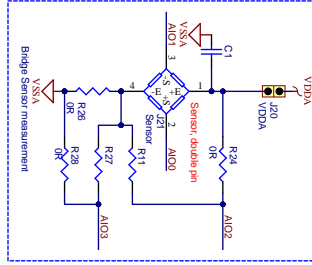 AIO1
VSSA
C1
3
-S
4
-E
+E
1
+S
2
J21
Sensor
Sensor, double pin
VDDA
J20
VDDA
VSSA
R26
0R
R28
0R
R27
R11
R24
0R
AIO0
AIO3
AIO2
Bridge Sensor measurement